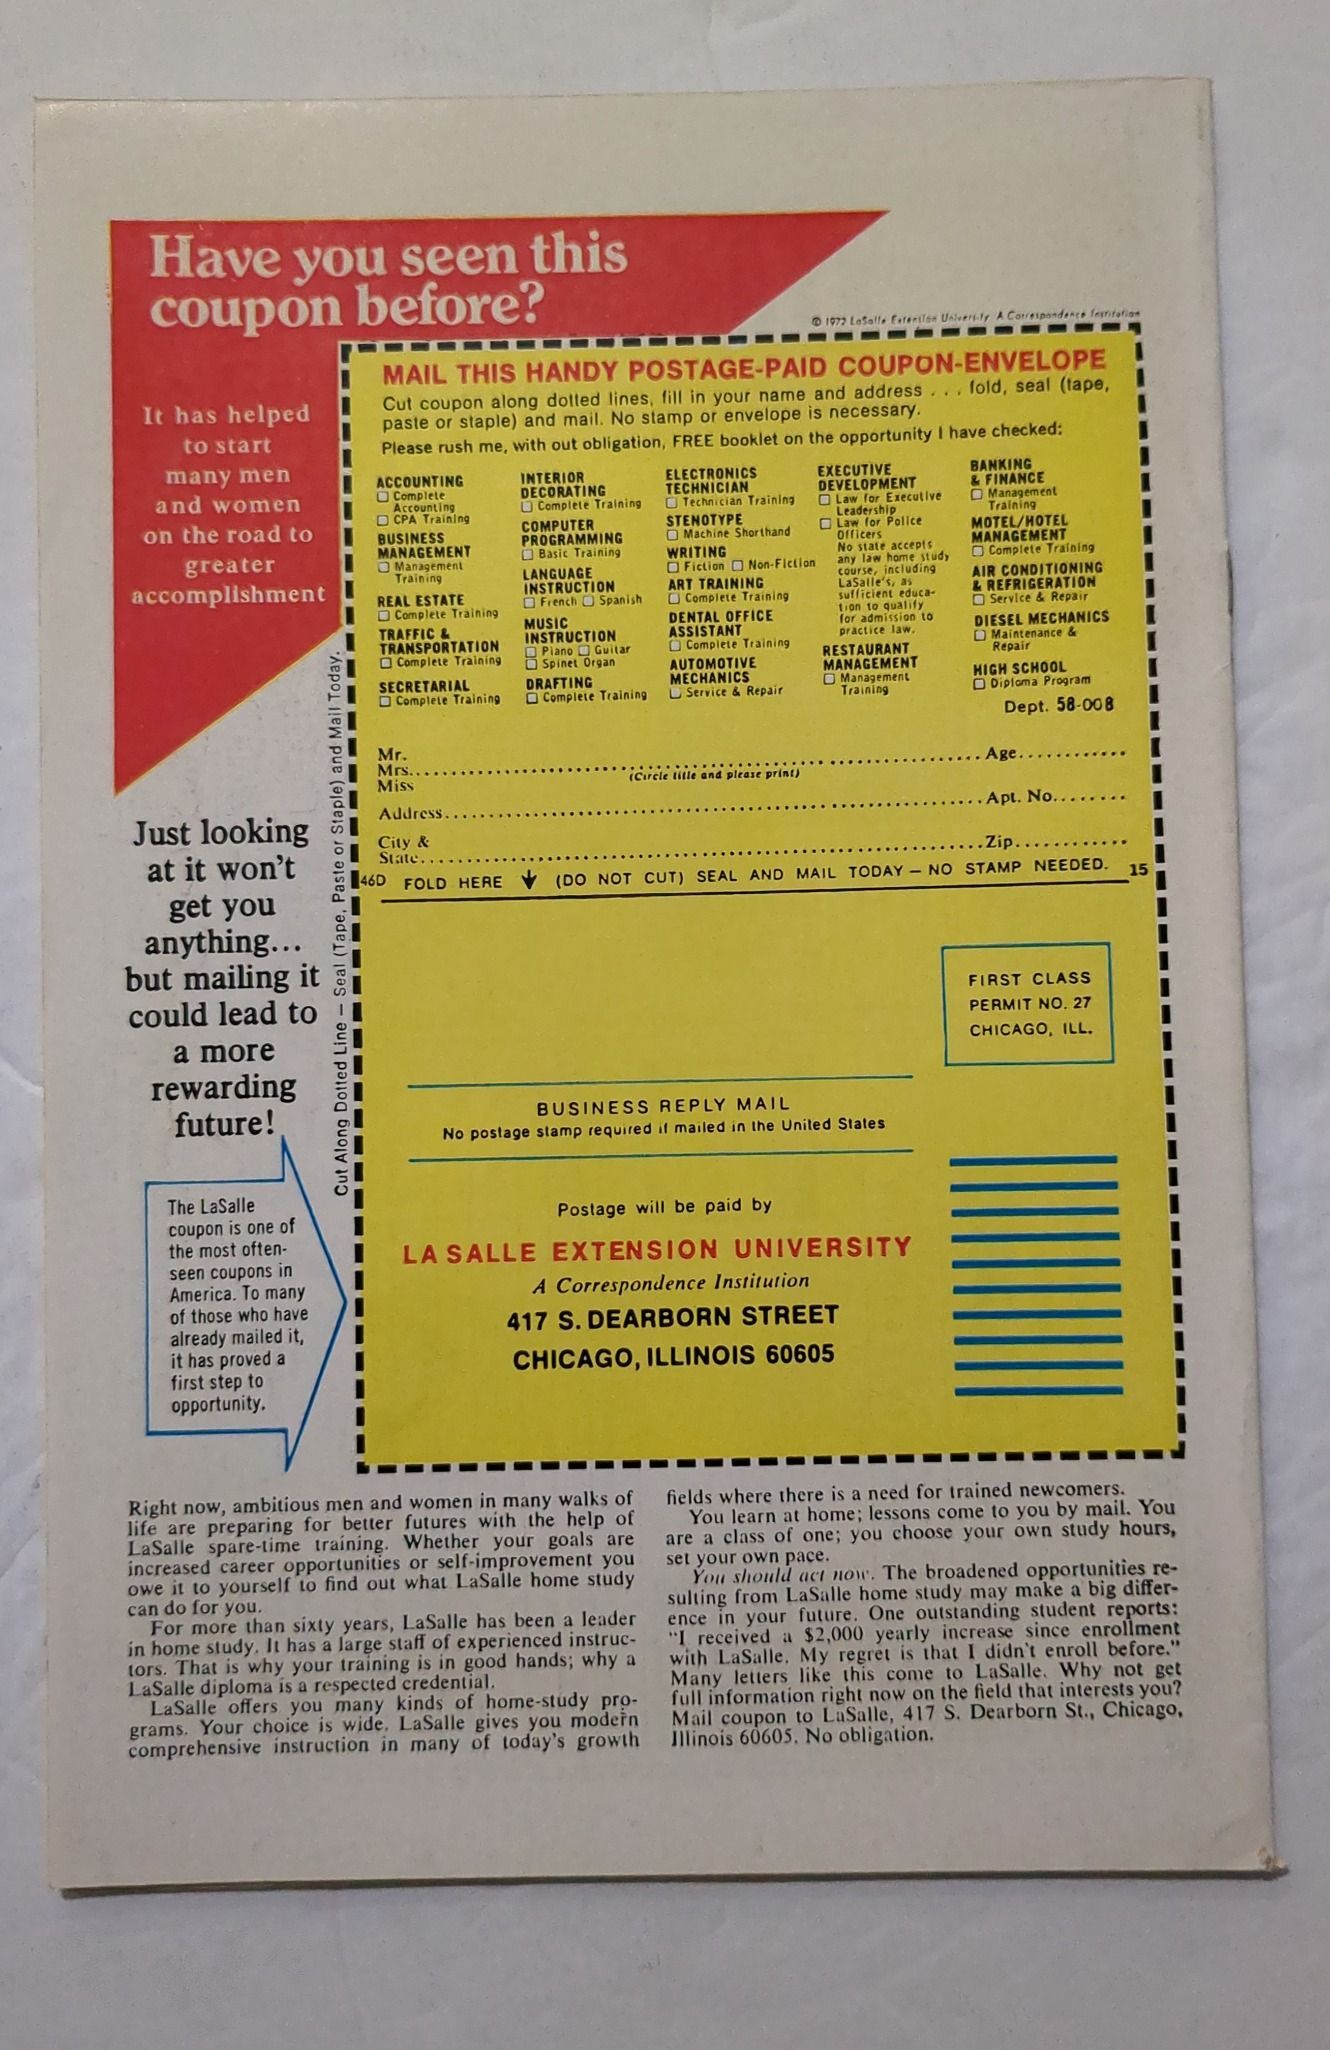 Have you seen this
coupon before?
It has helped
to start
many men
and women
on the road to
greater
accomplishment
Just looking
at it won't
get you
anything...
but mailing it
could lead to
a more
rewarding
future!
The LaSalle
coupon is one of
the most often-
seen coupons in
America. To many
of those who have
already mailed it,
it has proved a
first step to
opportunity.
Cut Along Dotted Line — Seal (Tape, Paste or Staple) and Mail Today.
© 1972 LaSalle Extension University. A Correspondence Institution
MAIL THIS HANDY POSTAGE-PAID COUPON-ENVELOPE
Cut coupon along dotted lines, fill in your name and address . . . fold, seal (tape,
paste or staple) and mail. No stamp or envelope is necessary.
Please rush me, with out obligation, FREE booklet on the opportunity I have checked:
ACCOUNTING
☐ Complete
Accounting
☐ CPA Training
BUSINESS
MANAGEMENT
☐ Management
Training
REAL ESTATE
☐ Complete Training
TRAFFIC &
TRANSPORTATION
☐ Complete Training
SECRETARIAL
☐ Complete Training
INTERIOR
DECORATING
☐ Complete Training
COMPUTER
PROGRAMMING
☐ Basic Training
LANGUAGE
INSTRUCTION
☐ French ☐ Spanish
MUSIC
INSTRUCTION
☐ Piano ☐ Guitar
☐ Spinet Organ
DRAFTING
☐ Complete Training
ELECTRONICS
TECHNICIAN
☐ Technician Training
STENOTYPE
☐ Machine Shorthand
WRITING
☐ Fiction ☐ Non-Fiction
ART TRAINING
☐ Complete Training
DENTAL OFFICE
ASSISTANT
☐ Complete Training
AUTOMOTIVE
MECHANICS
☐ Service & Repair
EXECUTIVE
DEVELOPMENT
☐ Law for Executive
Leadership
☐ Law for Police
Officers
No state accepts
any law home study
course, including
LaSalle's, as
sufficient educa-
tion to qualify
for admission to
practice law.
RESTAURANT
MANAGEMENT
☐ Management
Training
BANKING
& FINANCE
☐ Management
Training
MOTEL/HOTEL
MANAGEMENT
☐ Complete Training
AIR CONDITIONING
& REFRIGERATION
☐ Service & Repair
DIESEL MECHANICS
☐ Maintenance &
Repair
HIGH SCHOOL
☐ Diploma Program
Dept. 58-008
Mr.
Mrs.................................................Age............
Miss
(Circle title and please print)
Address.................................................Apt. No........
City &
State.................................................Zip............
46D FOLD HERE ↓ (DO NOT CUT) SEAL AND MAIL TODAY — NO STAMP NEEDED. 15
FIRST CLASS
PERMIT NO. 27
CHICAGO, ILL.
BUSINESS REPLY MAIL
No postage stamp required if mailed in the United States
Postage will be paid by
LA SALLE EXTENSION UNIVERSITY
A Correspondence Institution
417 S. DEARBORN STREET
CHICAGO, ILLINOIS 60605
Right now, ambitious men and women in many walks of
life are preparing for better futures with the help of
LaSalle spare-time training. Whether your goals are
increased career opportunities or self-improvement you
owe it to yourself to find out what LaSalle home study
can do for you.
For more than sixty years, LaSalle has been a leader
in home study. It has a large staff of experienced instruc-
tors. That is why your training is in good hands; why a
LaSalle diploma is a respected credential.
LaSalle offers you many kinds of home-study pro-
grams. Your choice is wide. LaSalle gives you modern
comprehensive instruction in many of today's growth
fields where there is a need for trained newcomers.
You learn at home; lessons come to you by mail. You
are a class of one; you choose your own study hours,
set your own pace.
You should act now. The broadened opportunities re-
sulting from LaSalle home study may make a big differ-
ence in your future. One outstanding student reports:
"I received a $2,000 yearly increase since enrollment
with LaSalle. My regret is that I didn't enroll before."
Many letters like this come to LaSalle. Why not get
full information right now on the field that interests you?
Mail coupon to LaSalle, 417 S. Dearborn St., Chicago,
Illinois 60605. No obligation.